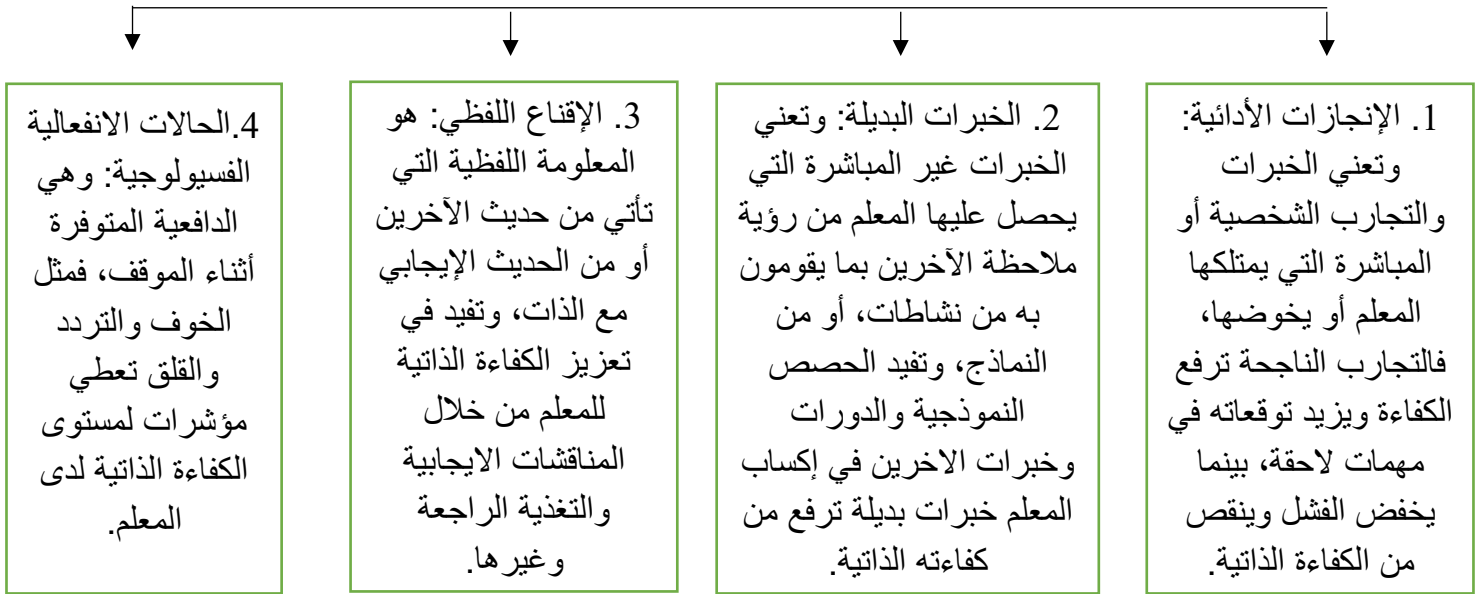 1. الإنجازات الأدائية:
وتعني الخبرات
والتجارب الشخصية أو
المباشرة التي يمتلكها
المعلم أو يخوضها،
فالتجارب الناجحة ترفع
الكفاءة ويزيد توقعاته في
مهمات لاحقة، بينما
يخفض الفشل وينقص
من الكفاءة الذاتية.
2. الخبرات البديلة: وتعني
الخبرات غير المباشرة التي
يحصل عليها المعلم من رؤية
ملاحظة الآخرين بما يقومون
به من نشاطات، أو من
النماذج، وتفيد الحصص
النموذجية والدورات
وخبرات الاخرين في إكساب
المعلم خبرات بديلة ترفع من
كفاءته الذاتية.
3. الإقناع اللفظي: هو
المعلومة اللفظية التي
تأتي من حديث الآخرين
أو من الحديث الإيجابي
مع الذات، وتفيد في
تعزيز الكفاءة الذاتية
للمعلم من خلال
المناقشات الايجابية
والتغذية الراجعة
وغيرها.
4.الحالات الانفعالية
الفسيولوجية: وهي
الدافعية المتوفرة
أثناء الموقف، فمثل
الخوف والتردد
والقلق تعطي
مؤشرات لمستوى
الكفاءة الذاتية لدى
المعلم.